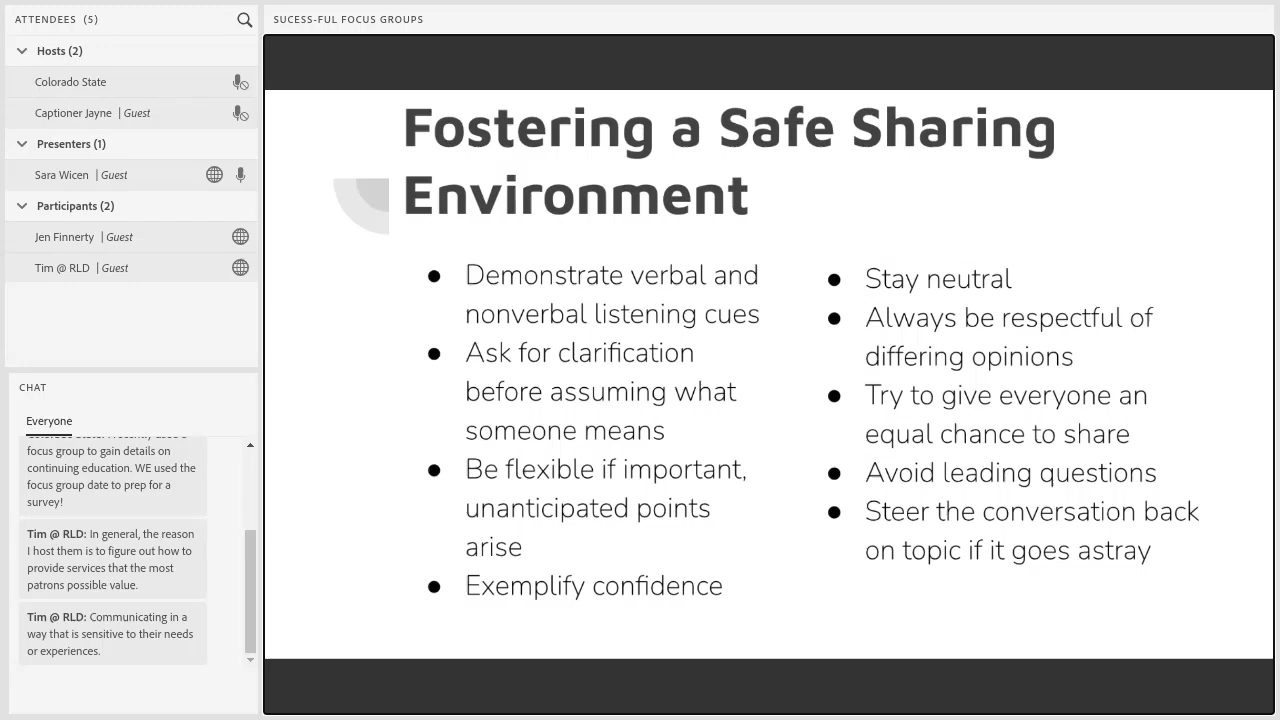 ATTENDEES (5)
Hosts (2)
Colorado State
Captioner Jayne | Guest
Presenters (1)
Sara Wicen | Guest
Participants (2)
Jen Finnerty | Guest
Tim @ RLD | Guest
CHAT
Everyone
focus group to gain details on
continuing education. WE used the
focus group date to prep for a
survey!
Tim @ RLD: In general, the reason
I host them is to figure out how to
provide services that the most
patrons possible value.
Tim @ RLD: Communicating in a
way that is sensitive to their needs
or experiences.
SUCESS-FUL FOCUS GROUPS
Fostering a Safe Sharing
Environment
● Demonstrate verbal and
nonverbal listening cues
● Ask for clarification
before assuming what
someone means
● Be flexible if important,
unanticipated points
arise
● Exemplify confidence
● Stay neutral
● Always be respectful of
differing opinions
● Try to give everyone an
equal chance to share
● Avoid leading questions
● Steer the conversation back
on topic if it goes astray